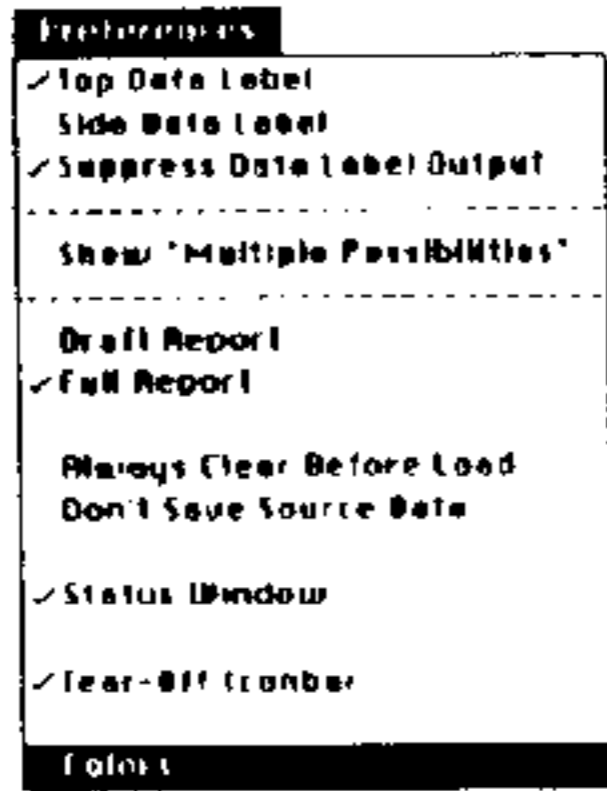 Preferences
✓Top Data Label
Side Data Label
✓Suppress Data Label Output
Show "Multiple Possibilities"
Draft Report
✓Full Report
Always Clear Before Load
Don't Save Source Data
✓Status Window
✓Tear-Off Iconbar
Colors